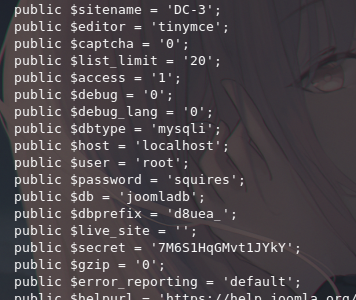 public $sitename = 'DC-3';
public $editor = 'tinymce';
public $captcha = '0';
public $list_limit = '20';
public $access = '1';
public $debug = '0';
public $debug_lang = '0';
public $dbtype = 'mysqli';
public $host = 'localhost';
public $user = 'root';
public $password = 'squires';
public $db = 'joomladb';
public $dbprefix = 'd8uea_';
public $live_site = '';
public $secret = '7M6S1HqGMvt1JYkY';
public $gzip = '0';
public $error_reporting = 'default';
public $helpurl = 'https://help.joomla.org/